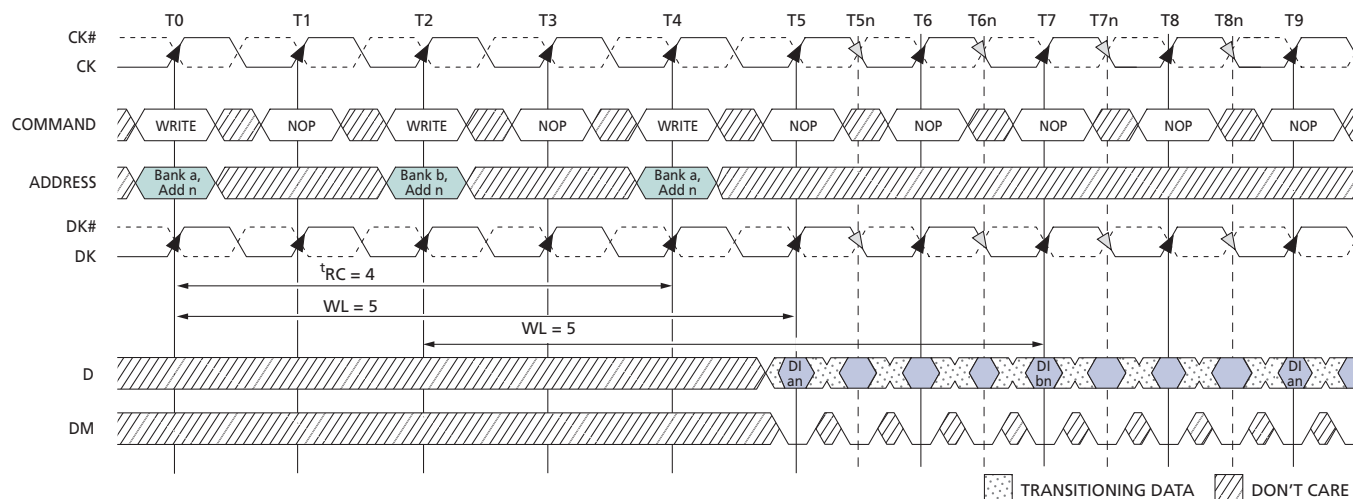 T0 T1 T2 T3 T4 T5 T5n T6 T6n T7 T7n T8 T8n T9
CK#
CK
COMMAND WRITE NOP WRITE NOP WRITE NOP NOP NOP NOP NOP
ADDRESS Bank a, Add n Bank b, Add n Bank a, Add n
DK#
DK
tRC = 4
WL = 5
WL = 5
D DI an DI bn DI an
DM
TRANSITIONING DATA DON'T CARE